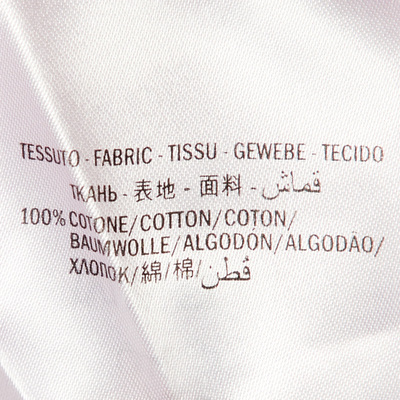 TESSUTO - FABRIC - TISSU - GEWEBE - TECIDO
ТКАНЬ - 表地 - 面料 - قماش
100% COTONE/COTTON/COTON/
BAUMWOLLE/ALGODÓN/ALGODÃO/
ХЛОПОК/綿/棉/قطن